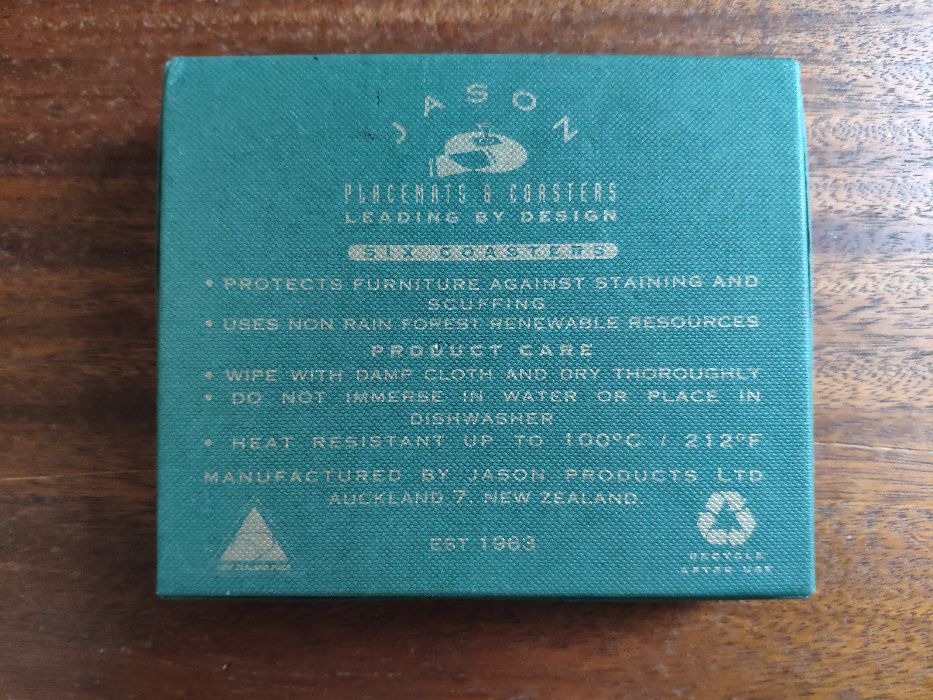 JASON
PLACEMATS & COASTERS
LEADING BY DESIGN
SIX COASTERS
• PROTECTS FURNITURE AGAINST STAINING AND
SCUFFING
• USES NON RAIN FOREST RENEWABLE RESOURCES
PRODUCT CARE
• WIPE WITH DAMP CLOTH AND DRY THOROUGHLY
• DO NOT IMMERSE IN WATER OR PLACE IN
DISHWASHER
• HEAT RESISTANT UP TO 100°C / 212°F
MANUFACTURED BY JASON PRODUCTS LTD
AUCKLAND 7, NEW ZEALAND.
NEW ZEALAND MADE
EST 1963
RECYCLE
AFTER USE